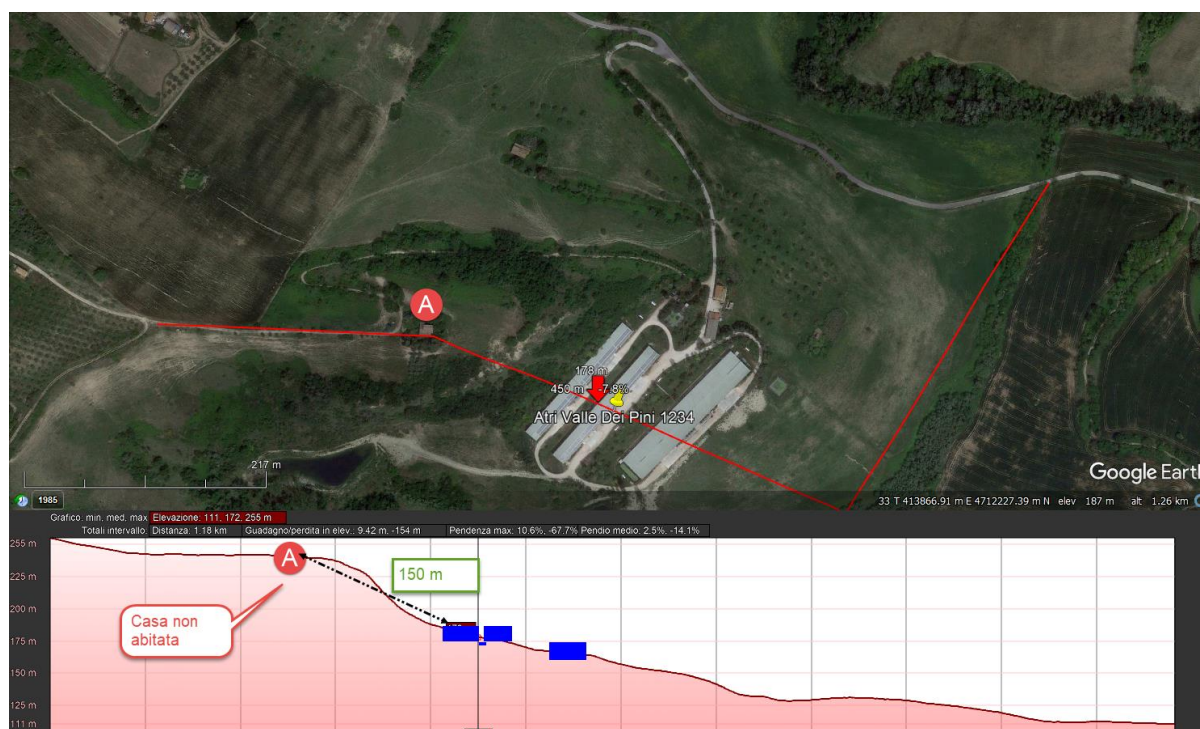 A
178 m
450 m -7.8%
Atri Valle Dei Pini 1234
217 m
Google Earth
1985
33 T 413866.91 m E 4712227.39 m N elev 187 m alt 1.26 km
Grafico: min. med. max Elevazione: 111, 172, 255 m
Totali intervallo: Distanza: 1.18 km Guadagno/perdita in elev.: 9.42 m, -154 m Pendenza max: 10.6%, -67.7% Pendio medio: 2.5%, -14.1%
255 m
A
225 m
150 m
200 m
Casa non
abitata
175 m
150 m
125 m
111 m